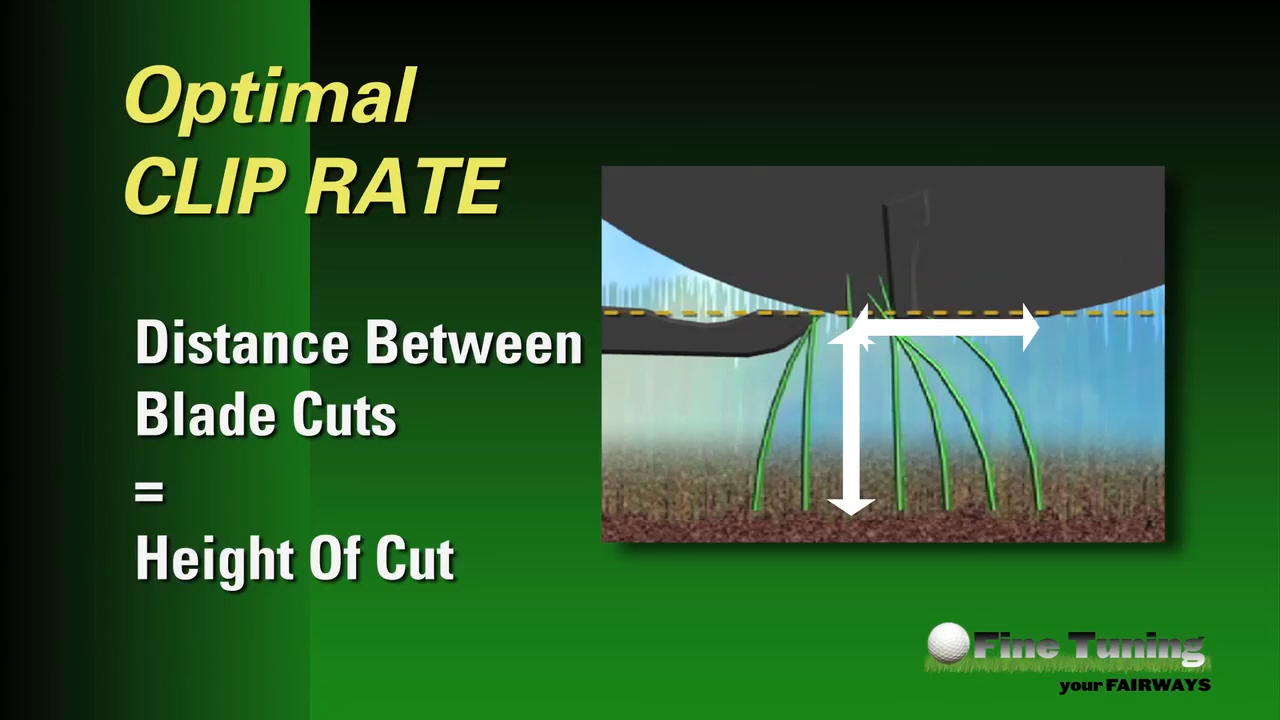 Optimal
CLIP RATE
Distance Between
Blade Cuts
=
Height Of Cut
Fine Tuning
your FAIRWAYS